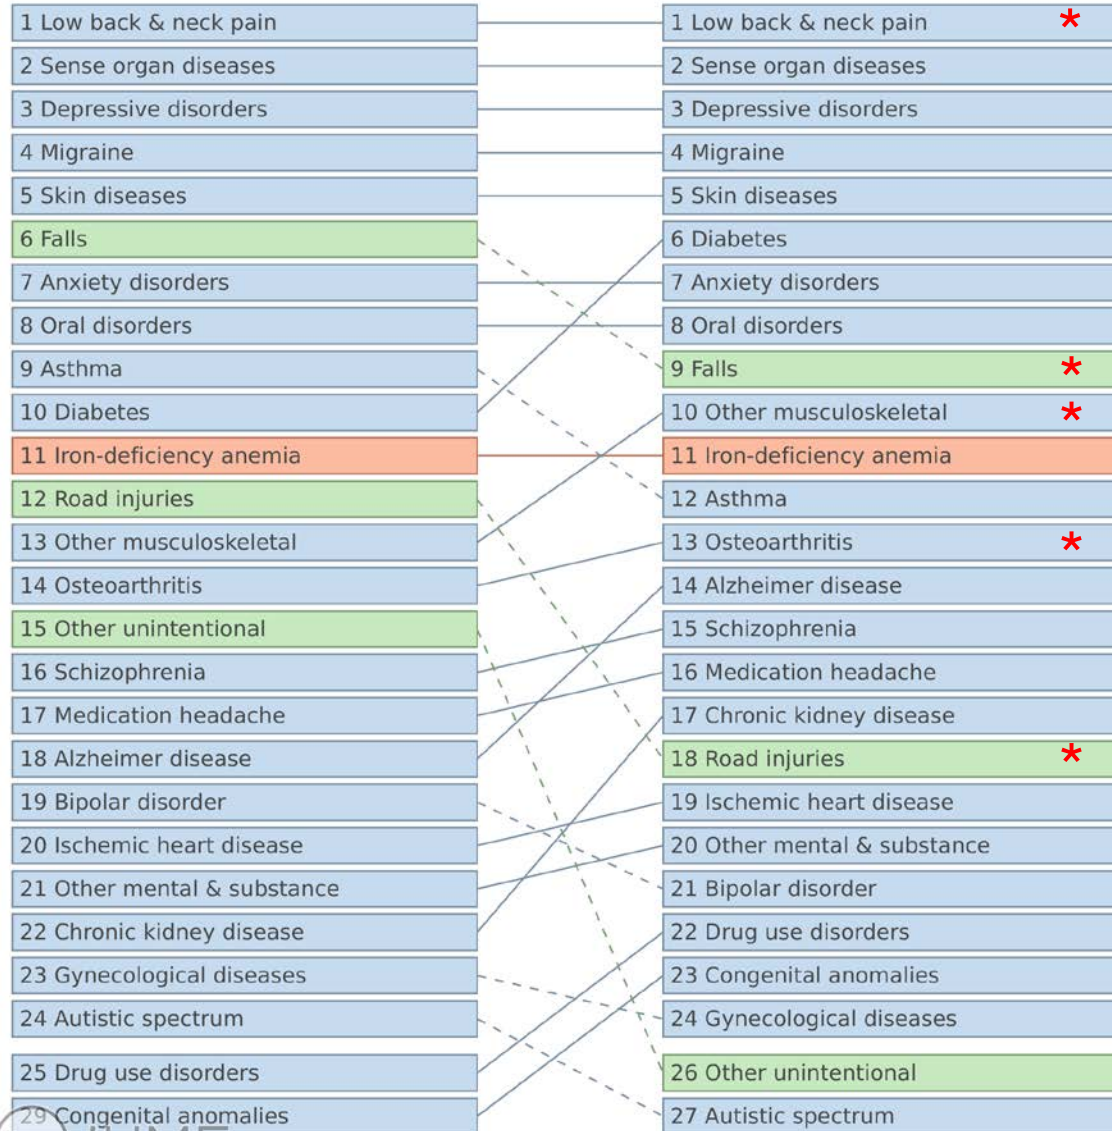 1 Low back & neck pain
2 Sense organ diseases
3 Depressive disorders
4 Migraine
5 Skin diseases
6 Falls
7 Anxiety disorders
8 Oral disorders
9 Asthma
10 Diabetes
11 Iron-deficiency anemia
12 Road injuries
13 Other musculoskeletal
14 Osteoarthritis
15 Other unintentional
16 Schizophrenia
17 Medication headache
18 Alzheimer disease
19 Bipolar disorder
20 Ischemic heart disease
21 Other mental & substance
22 Chronic kidney disease
23 Gynecological diseases
24 Autistic spectrum
25 Drug use disorders
29 Congenital anomalies
1 Low back & neck pain *
2 Sense organ diseases
3 Depressive disorders
4 Migraine
5 Skin diseases
6 Diabetes
7 Anxiety disorders
8 Oral disorders
9 Falls *
10 Other musculoskeletal *
11 Iron-deficiency anemia
12 Asthma
13 Osteoarthritis *
14 Alzheimer disease
15 Schizophrenia
16 Medication headache
17 Chronic kidney disease
18 Road injuries *
19 Ischemic heart disease
20 Other mental & substance
21 Bipolar disorder
22 Drug use disorders
23 Congenital anomalies
24 Gynecological diseases
26 Other unintentional
27 Autistic spectrum